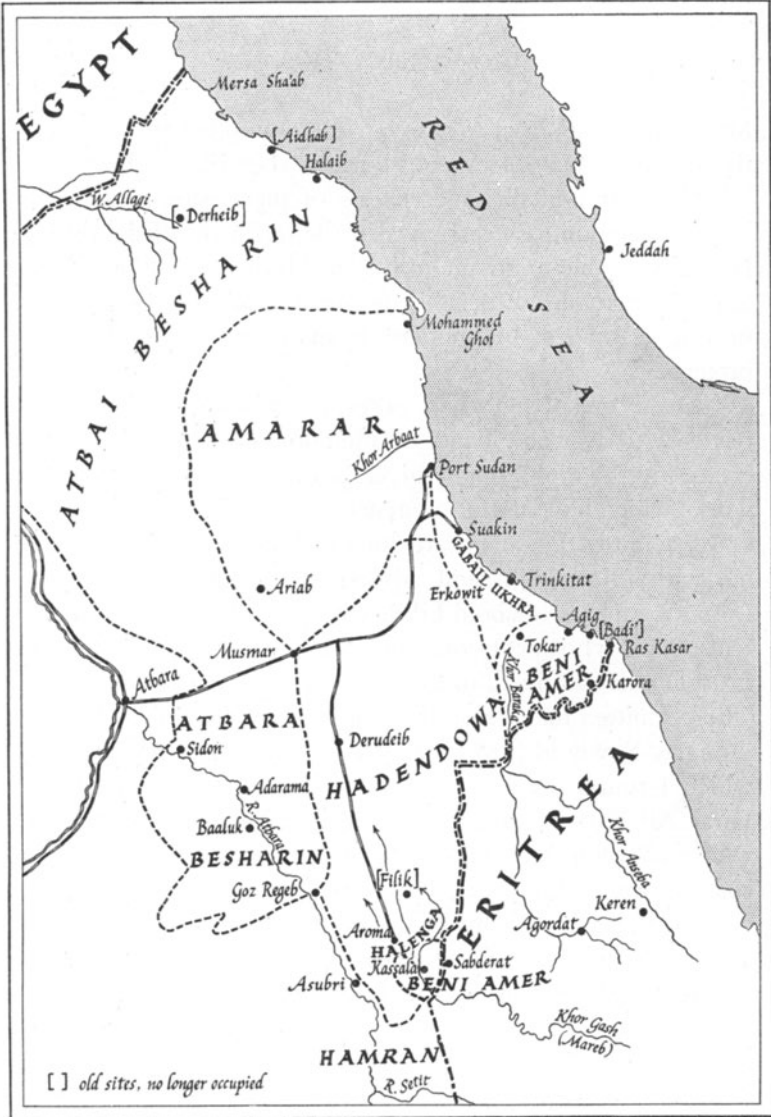 EGYPT
Mersa Sha'ab
RED SEA
[Aidhab]
Halaib
W. Allagi
[Derheib]
Jeddah
ATBAI BESHARIN
Mohammed
Ghol
AMARAR
Khor Arbaat
Port Sudan
Suakin
GABAIL UKHRA
Trinkitat
Ariab
Erkowit
Aqig
[Badi']
Tokar
Ras Kasar
Musmar
BENI
AMER
Khor Baraka
Karora
Atbara
ATBARA
Sidon
Derudeib
HADENDOWA
ERITREA
Adarama
R. Atbara
Baaluk
BESHARIN
Khor Anseba
[Filik]
Goz Regeb
Keren
Agordat
Aroma
HALENGA
Kassala
Sabderat
BENI AMER
Asubri
Khor Gash
(Mareb)
HAMRAN
[ ] old sites, no longer occupied
R. Setit